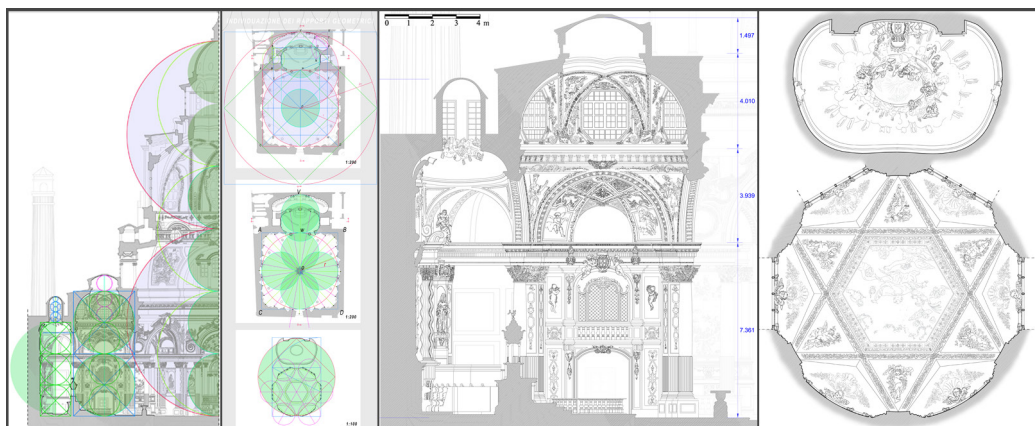 INDIVIDUAZIONE DEI RAPPORTI GEOMETRICI
1:200
A
B
C
D
1:200
1:100
0 1 2 3 4 m
1.497
4.010
3.939
7.361